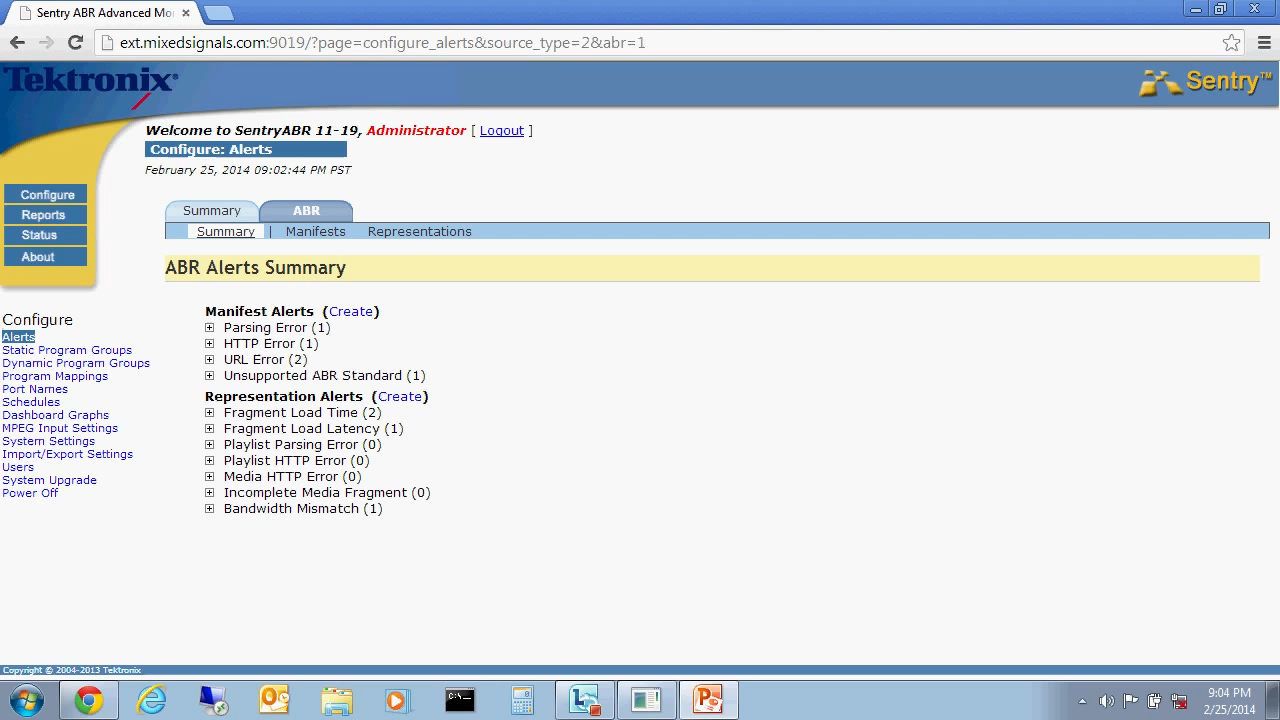 Sentry ABR Advanced Mo
ext.mixedsignals.com:9019/?page=configure_alerts&source_type=2&abr=1
Tektronix
Sentry™
Welcome to SentryABR 11-19, Administrator [ Logout ]
Configure: Alerts
February 25, 2014 09:02:44 PM PST
Configure
Reports
Status
About
Summary ABR
Summary | Manifests Representations
ABR Alerts Summary
Configure
Alerts
Static Program Groups
Dynamic Program Groups
Program Mappings
Port Names
Schedules
Dashboard Graphs
MPEG Input Settings
System Settings
Import/Export Settings
Users
System Upgrade
Power Off
Manifest Alerts (Create)
Parsing Error (1)
HTTP Error (1)
URL Error (2)
Unsupported ABR Standard (1)
Representation Alerts (Create)
Fragment Load Time (2)
Fragment Load Latency (1)
Playlist Parsing Error (0)
Playlist HTTP Error (0)
Media HTTP Error (0)
Incomplete Media Fragment (0)
Bandwidth Mismatch (1)
Copyright © 2004-2013 Tektronix
9:04 PM
2/25/2014